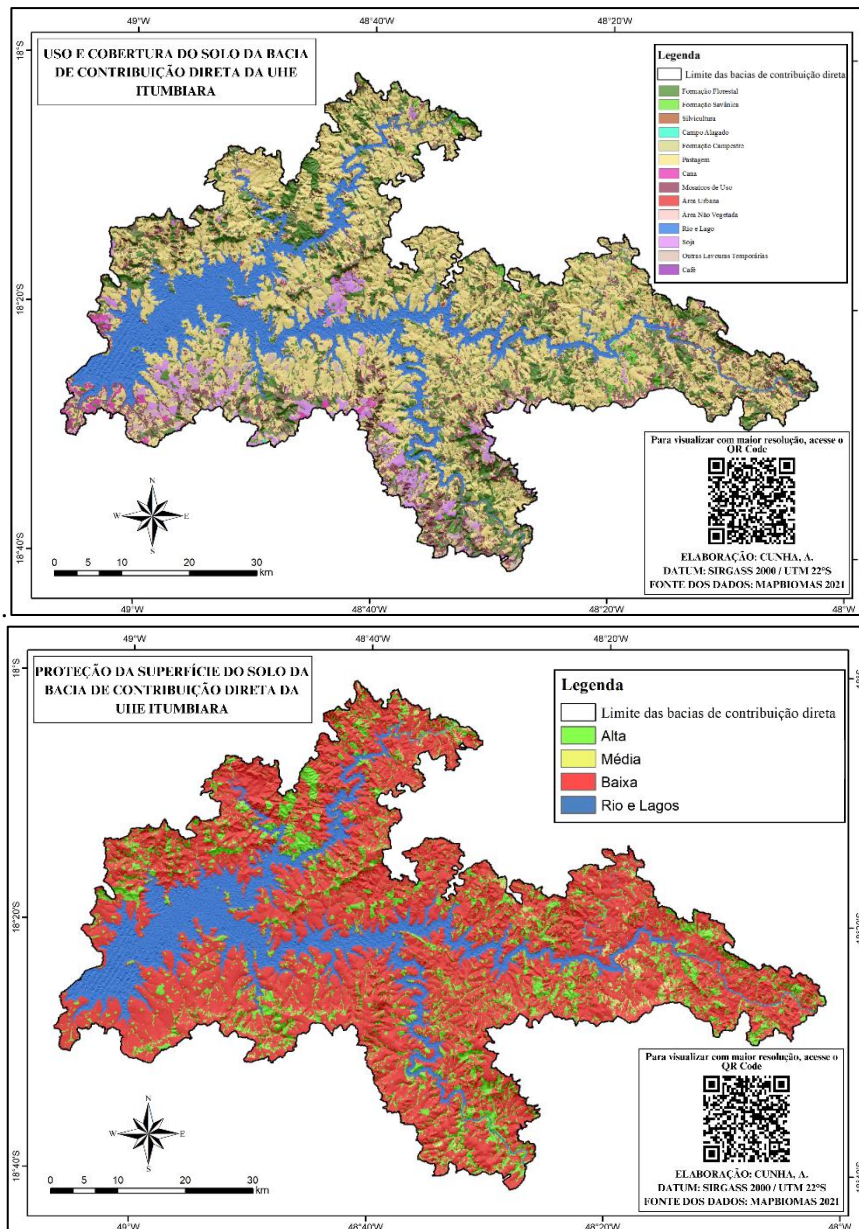 49°W
48°40'W
48°20'W
18°S
USO E COBERTURA DO SOLO DA BACIA
DE CONTRIBUIÇÃO DIRETA DA UHE
ITUMBIARA
Legenda
Limite das bacias de contribuição direta
Formação Florestal
Formação Savânica
Silvicultura
Campo Alagado
Formação Campestre
Pastagem
Cana
Mosaicos de Uso
Area Urbana
Area Não Vegetada
Rio e Lago
Soja
Outras Lavouras Temporárias
Café
18°20'S
18°20'S
18°40'S
N
W
E
S
0 5 10 20 30
km
Para visualizar com maior resolução, acesse o
QR Code
ELABORAÇÃO: CUNHA, A.
DATUM: SIRGASS 2000 / UTM 22°S
FONTE DOS DADOS: MAPBIOMAS 2021
49°W
48°40'W
48°20'W
48°W
.
49°W
48°40'W
48°20'W
18°S
PROTEÇÃO DA SUPERFÍCIE DO SOLO DA
BACIA DE CONTRIBUIÇÃO DIRETA DA
UHE ITUMBIARA
Legenda
Limite das bacias de contribuição direta
Alta
Média
Baixa
Rio e Lagos
18°20'S
18°20'S
18°40'S
N
W
E
S
0 5 10 20 30
km
Para visualizar com maior resolução, acesse o
QR Code
ELABORAÇÃO: CUNHA, A.
DATUM: SIRGASS 2000 / UTM 22°S
FONTE DOS DADOS: MAPBIOMAS 2021
49°W
48°40'W
48°20'W
48°W